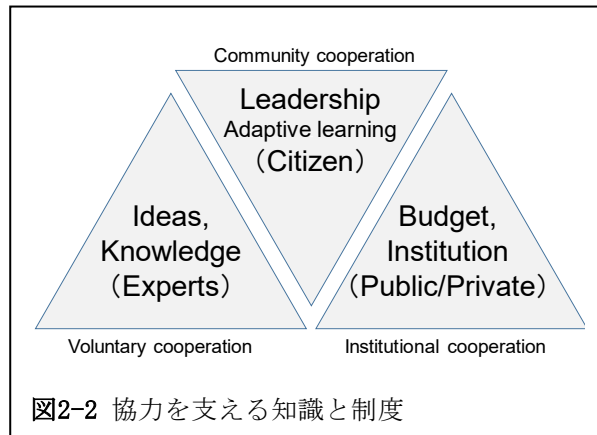 Community cooperation
Leadership
Adaptive learning
（Citizen）
Ideas,
Knowledge
（Experts）
Budget,
Institution
（Public/Private）
Voluntary cooperation
Institutional cooperation
図2-2 協力を支える知識と制度